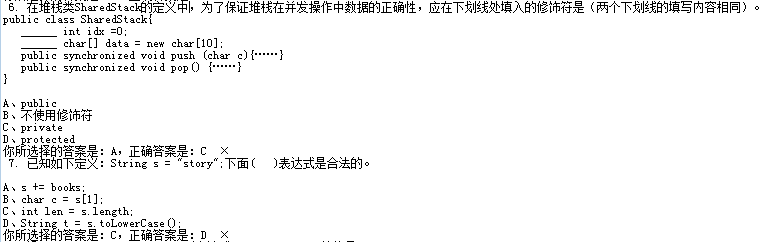 6. 在堆栈类SharedStack的定义中，为了保证堆栈在并发操作中数据的正确性，应在下划线处填入的修饰符是（两个下划线的填写内容相同）。
public class SharedStack{
______ int idx =0;
______ char[] data = new char[10];
public synchronized void push (char c){……}
public synchronized void pop() {……}
}
A、public
B、不使用修饰符
C、private
D、protected
你所选择的答案是：A，正确答案是：C ×
7. 已知如下定义：String s = "story";下面( )表达式是合法的。
A、s += books;
B、char c = s[1];
C、int len = s.length;
D、String t = s.toLowerCase();
你所选择的答案是：C，正确答案是：D ×